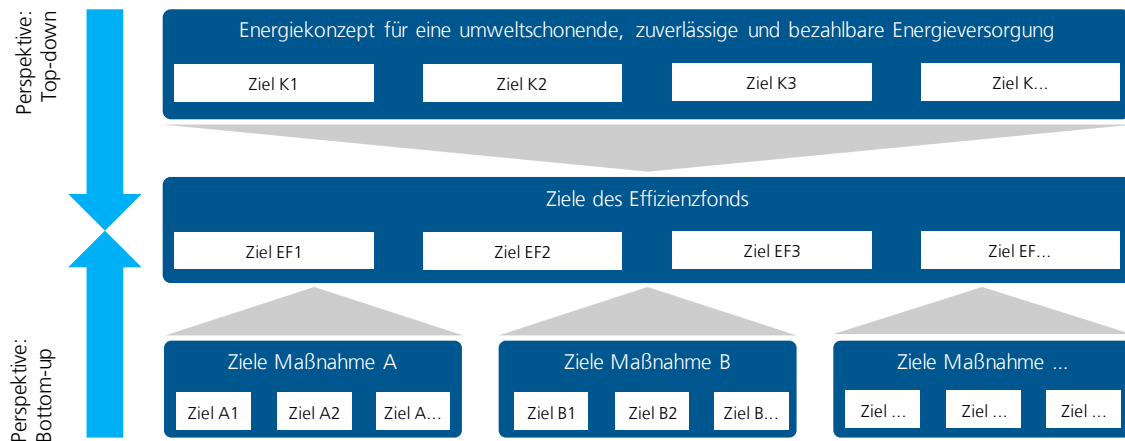 Perspektive:
Top-down
Energiekonzept für eine umweltschonende, zuverlässige und bezahlbare Energieversorgung
Ziel K1 Ziel K2 Ziel K3 Ziel K...
Ziele des Effizienzfonds
Ziel EF1 Ziel EF2 Ziel EF3 Ziel EF...
Perspektive:
Bottom-up
Ziele Maßnahme A Ziele Maßnahme B Ziele Maßnahme ...
Ziel A1 Ziel A2 Ziel A... Ziel B1 Ziel B2 Ziel B... Ziel ... Ziel ... Ziel ...